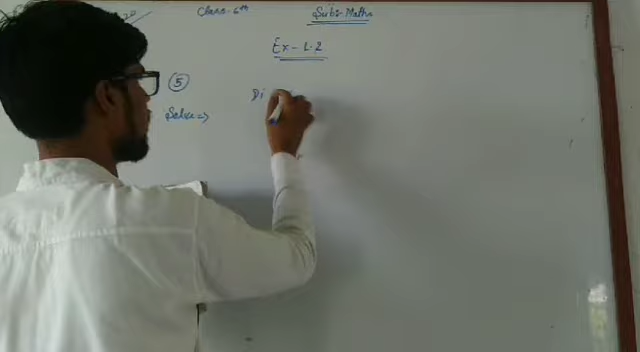 Class-6th
Sub:- Maths
Ex-1.2
5
Solve =>
Di